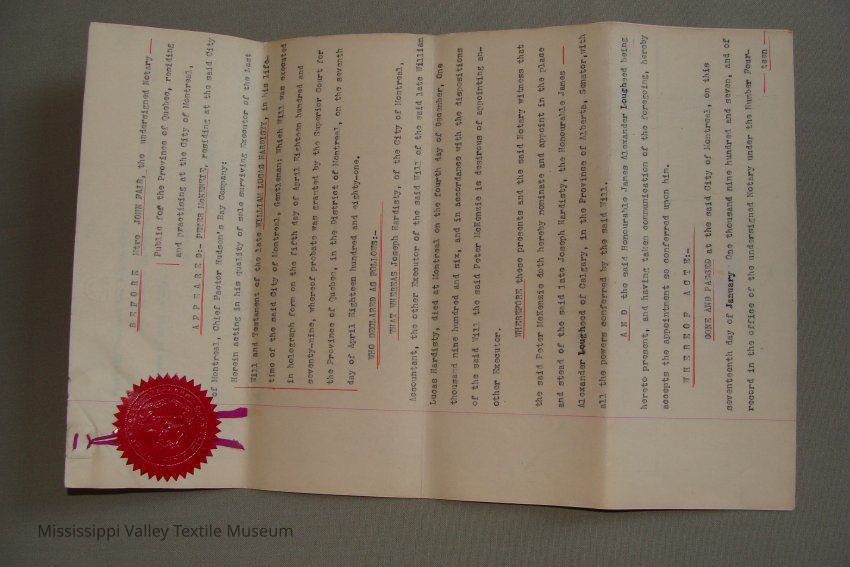 BEFORE Mtre JOHN FAIR, the undersigned Notary
Public for the Province of Quebec, residing
and practising at the City of Montreal,
APPEARED:- PETER McKENZIE, residing at the said City
of Montreal, Chief Factor Hudson's Bay Company:
Herein acting in his quality of sole surviving Executor of the Last
Will and Testament of the late WILLIAM LUCAS HARDISTY, in his life-
time of the said City of Montreal, Gentleman: Which Will was executed
in holograph form on the fifth day of April Eighteen hundred and
seventy-nine, whereof probate was granted by the Superior Court for
the Province of Quebec, in the District of Montreal, on the seventh
day of April Eighteen hundred and eighty-one.
WHO DECLARED AS FOLLOWS:-
THAT WHEREAS Joseph Hardisty, of the City of Montreal,
Accountant, the other Executor of the said Will of the said late William
Lucas Hardisty, died at Montreal on the fourth day of December, One
thousand nine hundred and six, and in accordance with the dispositions
of the said Will the said Peter McKenzie is desirous of appointing an-
other Executor.
WHEREFORE these presents and the said Notary witness that
the said Peter McKenzie doth hereby nominate and appoint in the place
and stead of the said late Joseph Hardisty, the Honourable James
Alexander Lougheed of Calgary, in the Province of Alberta, Senator,with
all the powers conferred by the said Will.
AND the said Honourable James Alexander Lougheed being
hereto present, and having taken communication of the foregoing, hereby
accepts the appointment so conferred upon him.
WHEREOF ACTE:-
DONE AND PASSED at the said City of Montreal, on this
seventeenth day of January One thousand nine hundred and seven, and of
record in the office of the undersigned Notary under the Number Four-
teen
Mississippi Valley Textile Museum